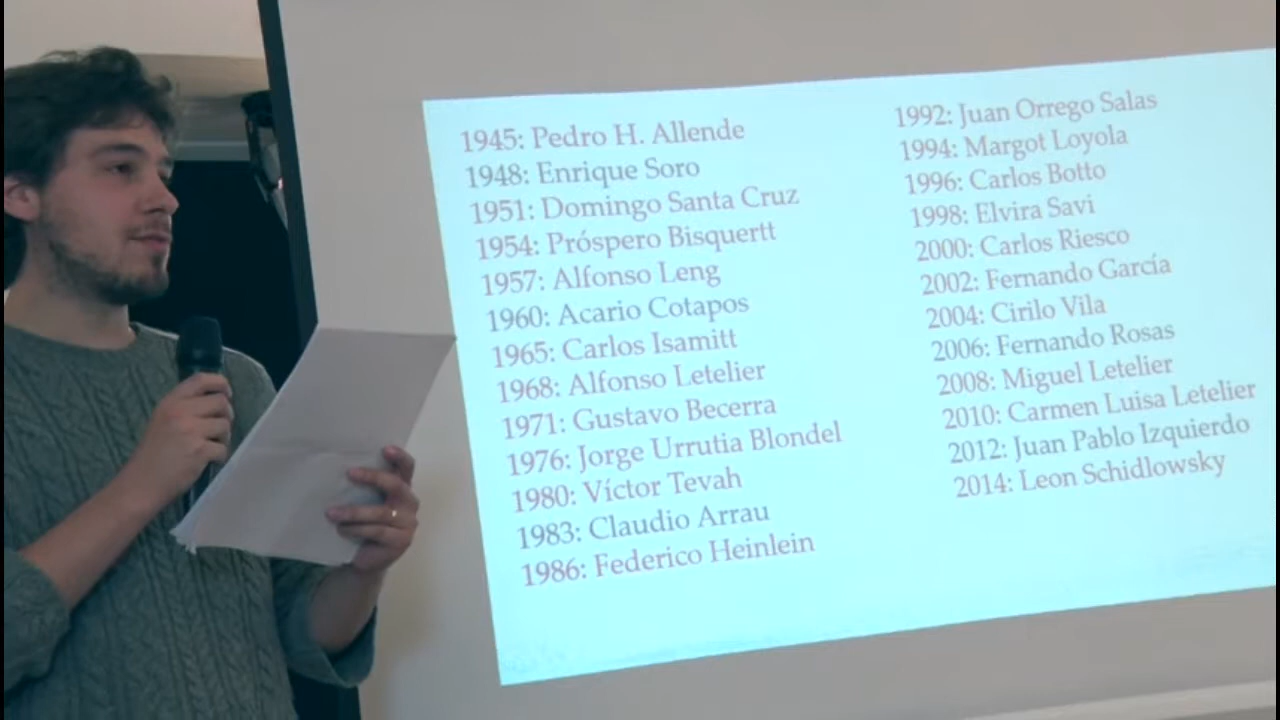 1945: Pedro H. Allende
1948: Enrique Soro
1951: Domingo Santa Cruz
1954: Próspero Bisquertt
1957: Alfonso Leng
1960: Acario Cotapos
1965: Carlos Isamitt
1968: Alfonso Letelier
1971: Gustavo Becerra
1976: Jorge Urrutia Blondel
1980: Víctor Tevah
1983: Claudio Arrau
1986: Federico Heinlein
1992: Juan Orrego Salas
1994: Margot Loyola
1996: Carlos Botto
1998: Elvira Savi
2000: Carlos Riesco
2002: Fernando García
2004: Cirilo Vila
2006: Fernando Rosas
2008: Miguel Letelier
2010: Carmen Luisa Letelier
2012: Juan Pablo Izquierdo
2014: Leon Schidlowsky